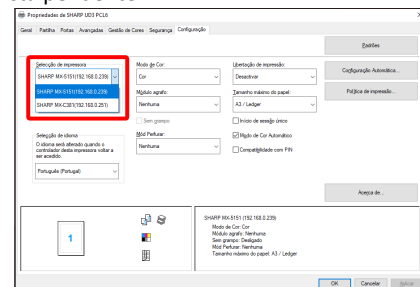 Propriedades de SHARP UD3 PCL6
Geral Partilha Portas Avançadas Gestão de Cores Segurança Configuração
Padrões
Selecção de impressora
SHARP MX-5151(192.168.0.239)
SHARP MX-5151(192.168.0.239)
SHARP MX-C381(192.168.0.251)
Modo de Cor:
Cor
Libertação de impressão:
Desactivar
Configuração Automática...
Módulo agrafo:
Nenhuma
Tamanho máximo do papel:
A3 / Ledger
Política de impressão...
Sem grampo
Início de sessão único
Selecção de idioma
O idioma será alterado quando o
controlador desta impressora voltar a
ser acedido.
Português (Portugal)
Mód Perfurar:
Nenhuma
Modo de Cor Automático
Compatibilidade com PIN
Acerca de...
1
SHARP MX-5151 (192.168.0.239)
Modo de Cor: Cor
Módulo agrafo: Nenhuma
Sem grampo: Desligado
Mód Perfurar: Nenhuma
Tamanho máximo do papel: A3 / Ledger
OK Cancelar Aplicar